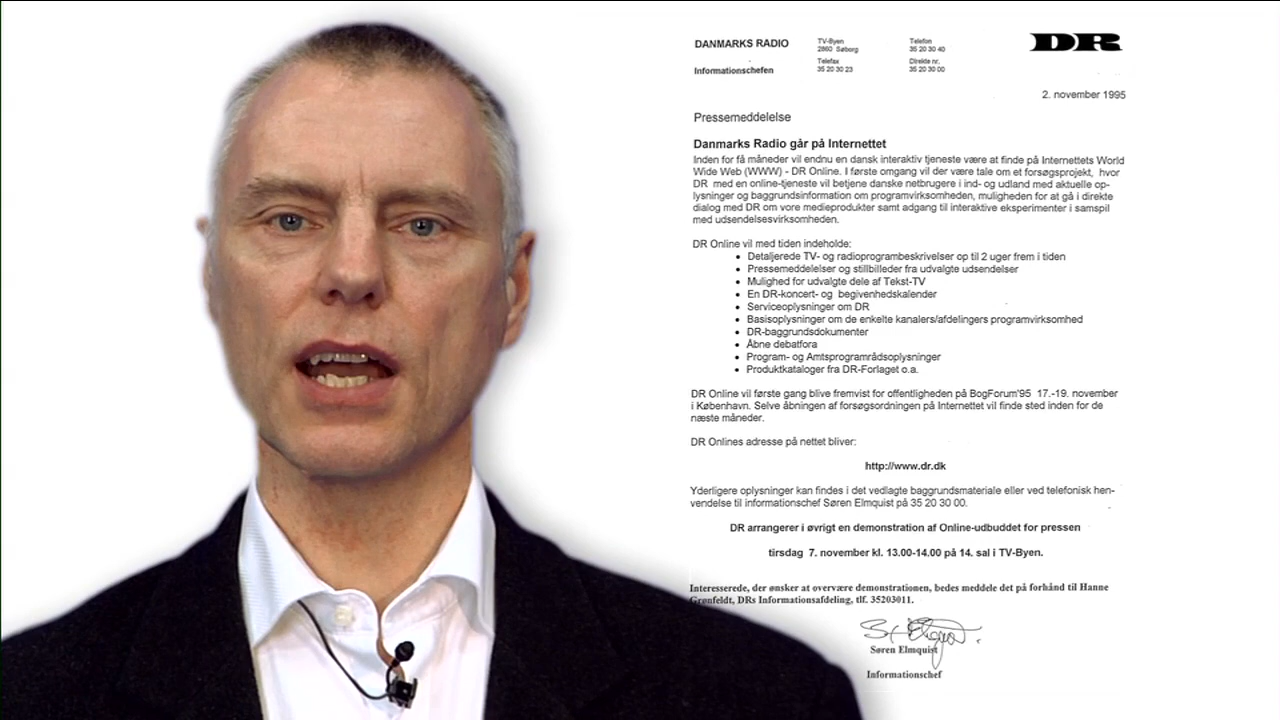 DANMARKS RADIO
Informationschefen
TV-Byen
2860 Søborg
Telefax
35 20 30 23
Telefon
35 20 30 40
Direkte nr.
35 20 30 00
DR
2. november 1995
Pressemeddelelse
Danmarks Radio går på Internettet
Inden for få måneder vil endnu en dansk interaktiv tjeneste være at finde på Internettets World
Wide Web (WWW) - DR Online. I første omgang vil der være tale om et forsøgsprojekt, hvor
DR med en online-tjeneste vil betjene danske netbrugere i ind- og udland med aktuelle op-
lysninger og baggrundsinformation om programvirksomheden, muligheden for at gå i direkte
dialog med DR om vore medieprodukter samt adgang til interaktive eksperimenter i samspil
med udsendelsesvirksomheden.
DR Online vil med tiden indeholde:
• Detaljerede TV- og radioprogrambeskrivelser op til 2 uger frem i tiden
• Pressemeddelelser og stillbilleder fra udvalgte udsendelser
• Mulighed for udvalgte dele af Tekst-TV
• En DR-koncert- og begivenhedskalender
• Serviceoplysninger om DR
• Basisoplysninger om de enkelte kanalers/afdelingers programvirksomhed
• DR-baggrundsdokumenter
• Åbne debatfora
• Program- og Amtsprogramrådsoplysninger
• Produktkataloger fra DR-Forlaget o.a.
DR Online vil første gang blive fremvist for offentligheden på BogForum'95 17.-19. november
i København. Selve åbningen af forsøgsordningen på Internettet vil finde sted inden for de
næste måneder.
DR Onlines adresse på nettet bliver:
http://www.dr.dk
Yderligere oplysninger kan findes i det vedlagte baggrundsmateriale eller ved telefonisk hen-
vendelse til informationschef Søren Elmquist på 35 20 30 00.
DR arrangerer i øvrigt en demonstration af Online-udbuddet for pressen
tirsdag 7. november kl. 13.00-14.00 på 14. sal i TV-Byen.
Interesserede, der ønsker at overvære demonstrationen, bedes meddele det på forhånd til Hanne
Grønfeldt, DRs Informationsafdeling, tlf. 35203011.
Søren Elmquist
Informationschef